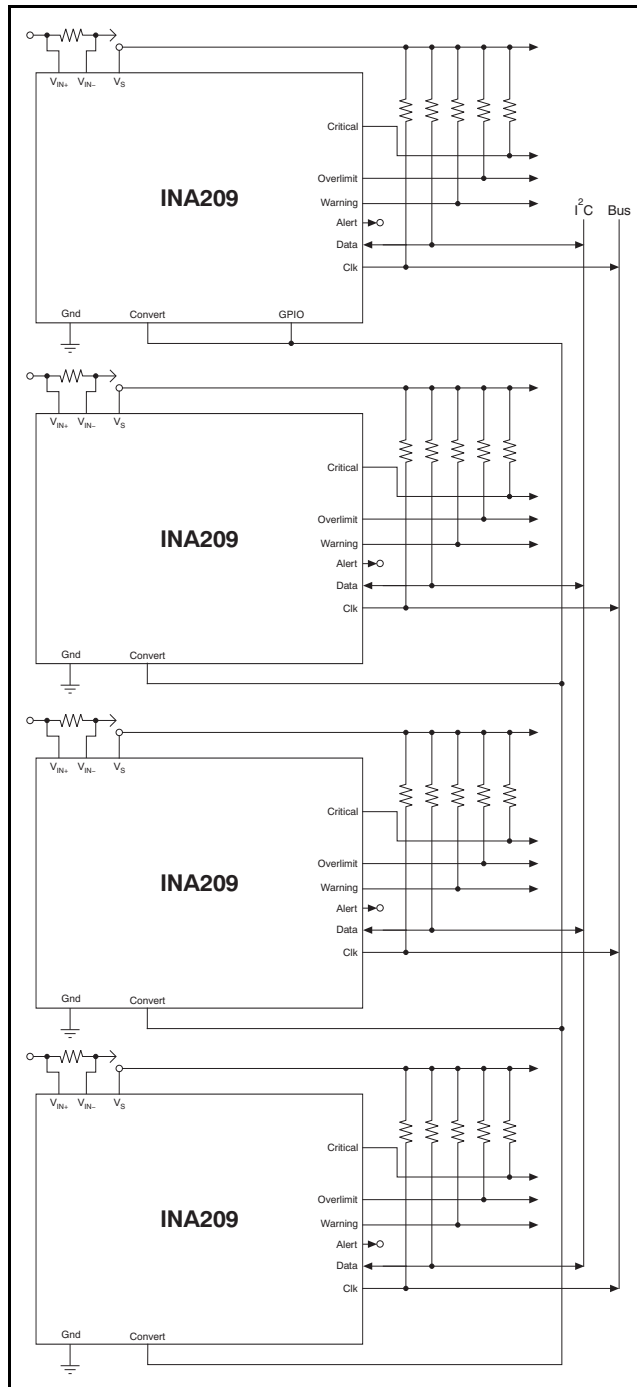 V_IN+ V_IN– V_S
Critical
INA209
Overlimit
Warning
I²C Bus
Alert
Data
Clk
Gnd Convert GPIO
V_IN+ V_IN– V_S
Critical
INA209
Overlimit
Warning
Alert
Data
Clk
Gnd Convert
V_IN+ V_IN– V_S
Critical
INA209
Overlimit
Warning
Alert
Data
Clk
Gnd Convert
V_IN+ V_IN– V_S
Critical
INA209
Overlimit
Warning
Alert
Data
Clk
Gnd Convert